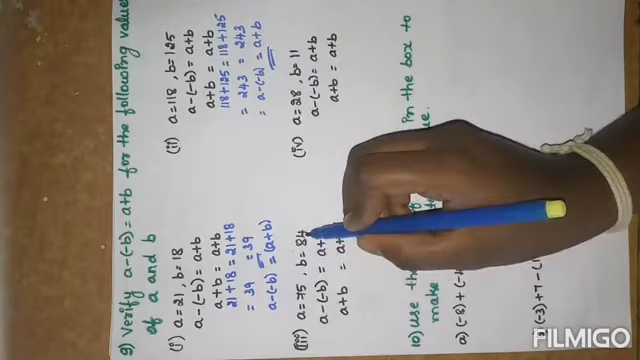 9) Verify a-(-b) = a+b for the following values
of a and b
(i) a = 21, b = 18
a-(-b) = a+b
a+b = a+b
21+18 = 21+18
= 39 = 39
a-(-b) = (a+b)
(ii) a = 118, b = 125
a-(-b) = a+b
a+b = a+b
118+125 = 118+125
= 243 = 243
= a-(-b) = a+b
(iii) a = 75, b = 84
a-(-b) = a+
a+b = a+
(iv) a = 28, b = 11
a-(-b) = a+b
a+b = a+b
10) Use the in the box to
make
a) (-8) + (-
(-3) + 7 - (1
FILMIGO